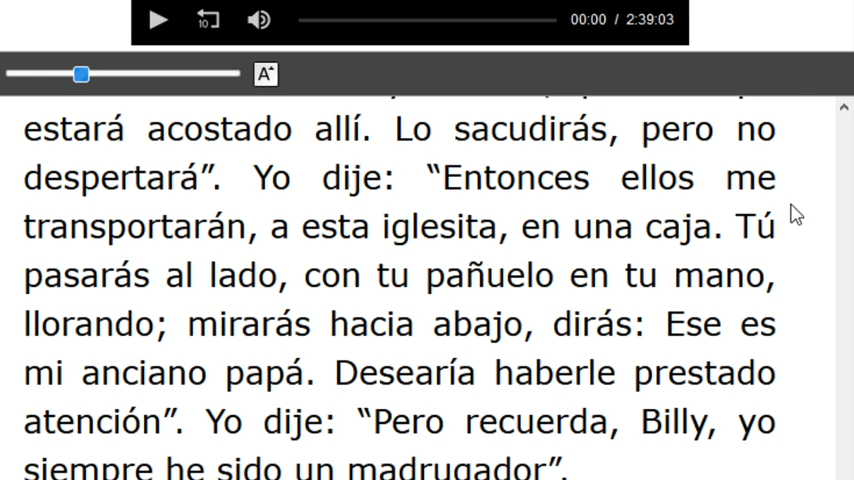 10
00:00 / 2:39:03
A
estará acostado allí. Lo sacudirás, pero no
despertará”. Yo dije: “Entonces ellos me
transportarán, a esta iglesita, en una caja. Tú
pasarás al lado, con tu pañuelo en tu mano,
llorando; mirarás hacia abajo, dirás: Ese es
mi anciano papá. Desearía haberle prestado
atención”. Yo dije: “Pero recuerda, Billy, yo
siempre he sido un madrugador”.